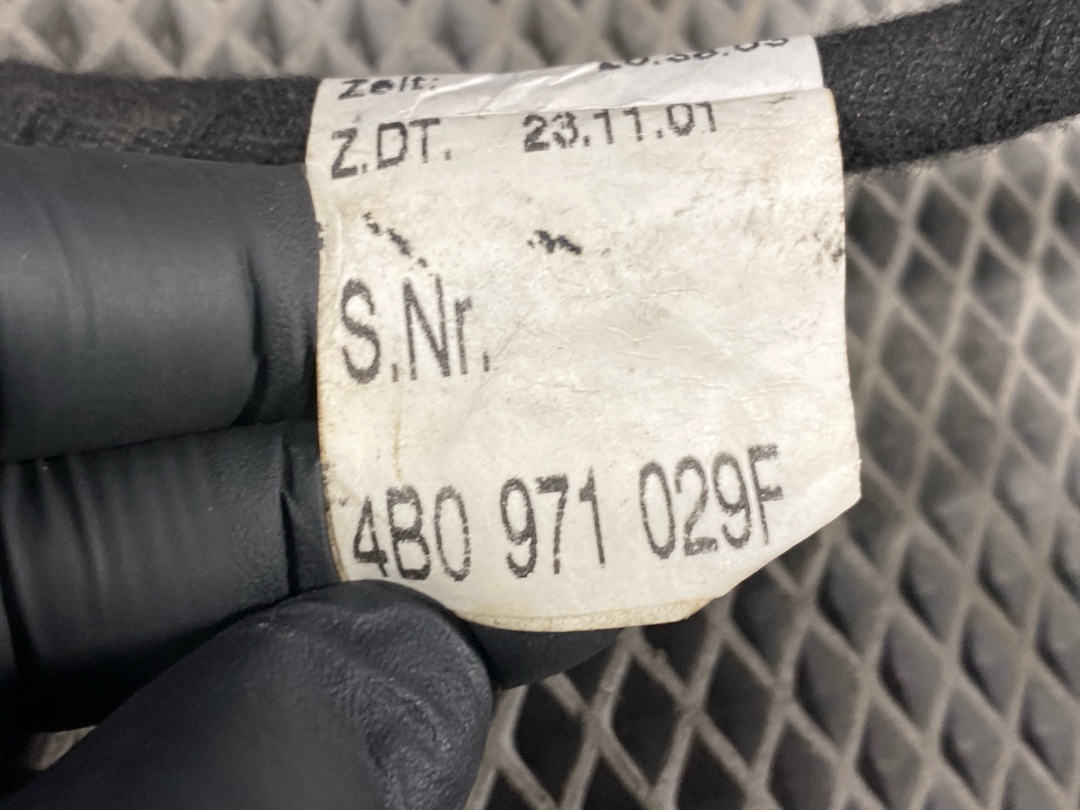 Zeit:
Z.DT. 23.11.01
S.Nr.
4B0 971 029F